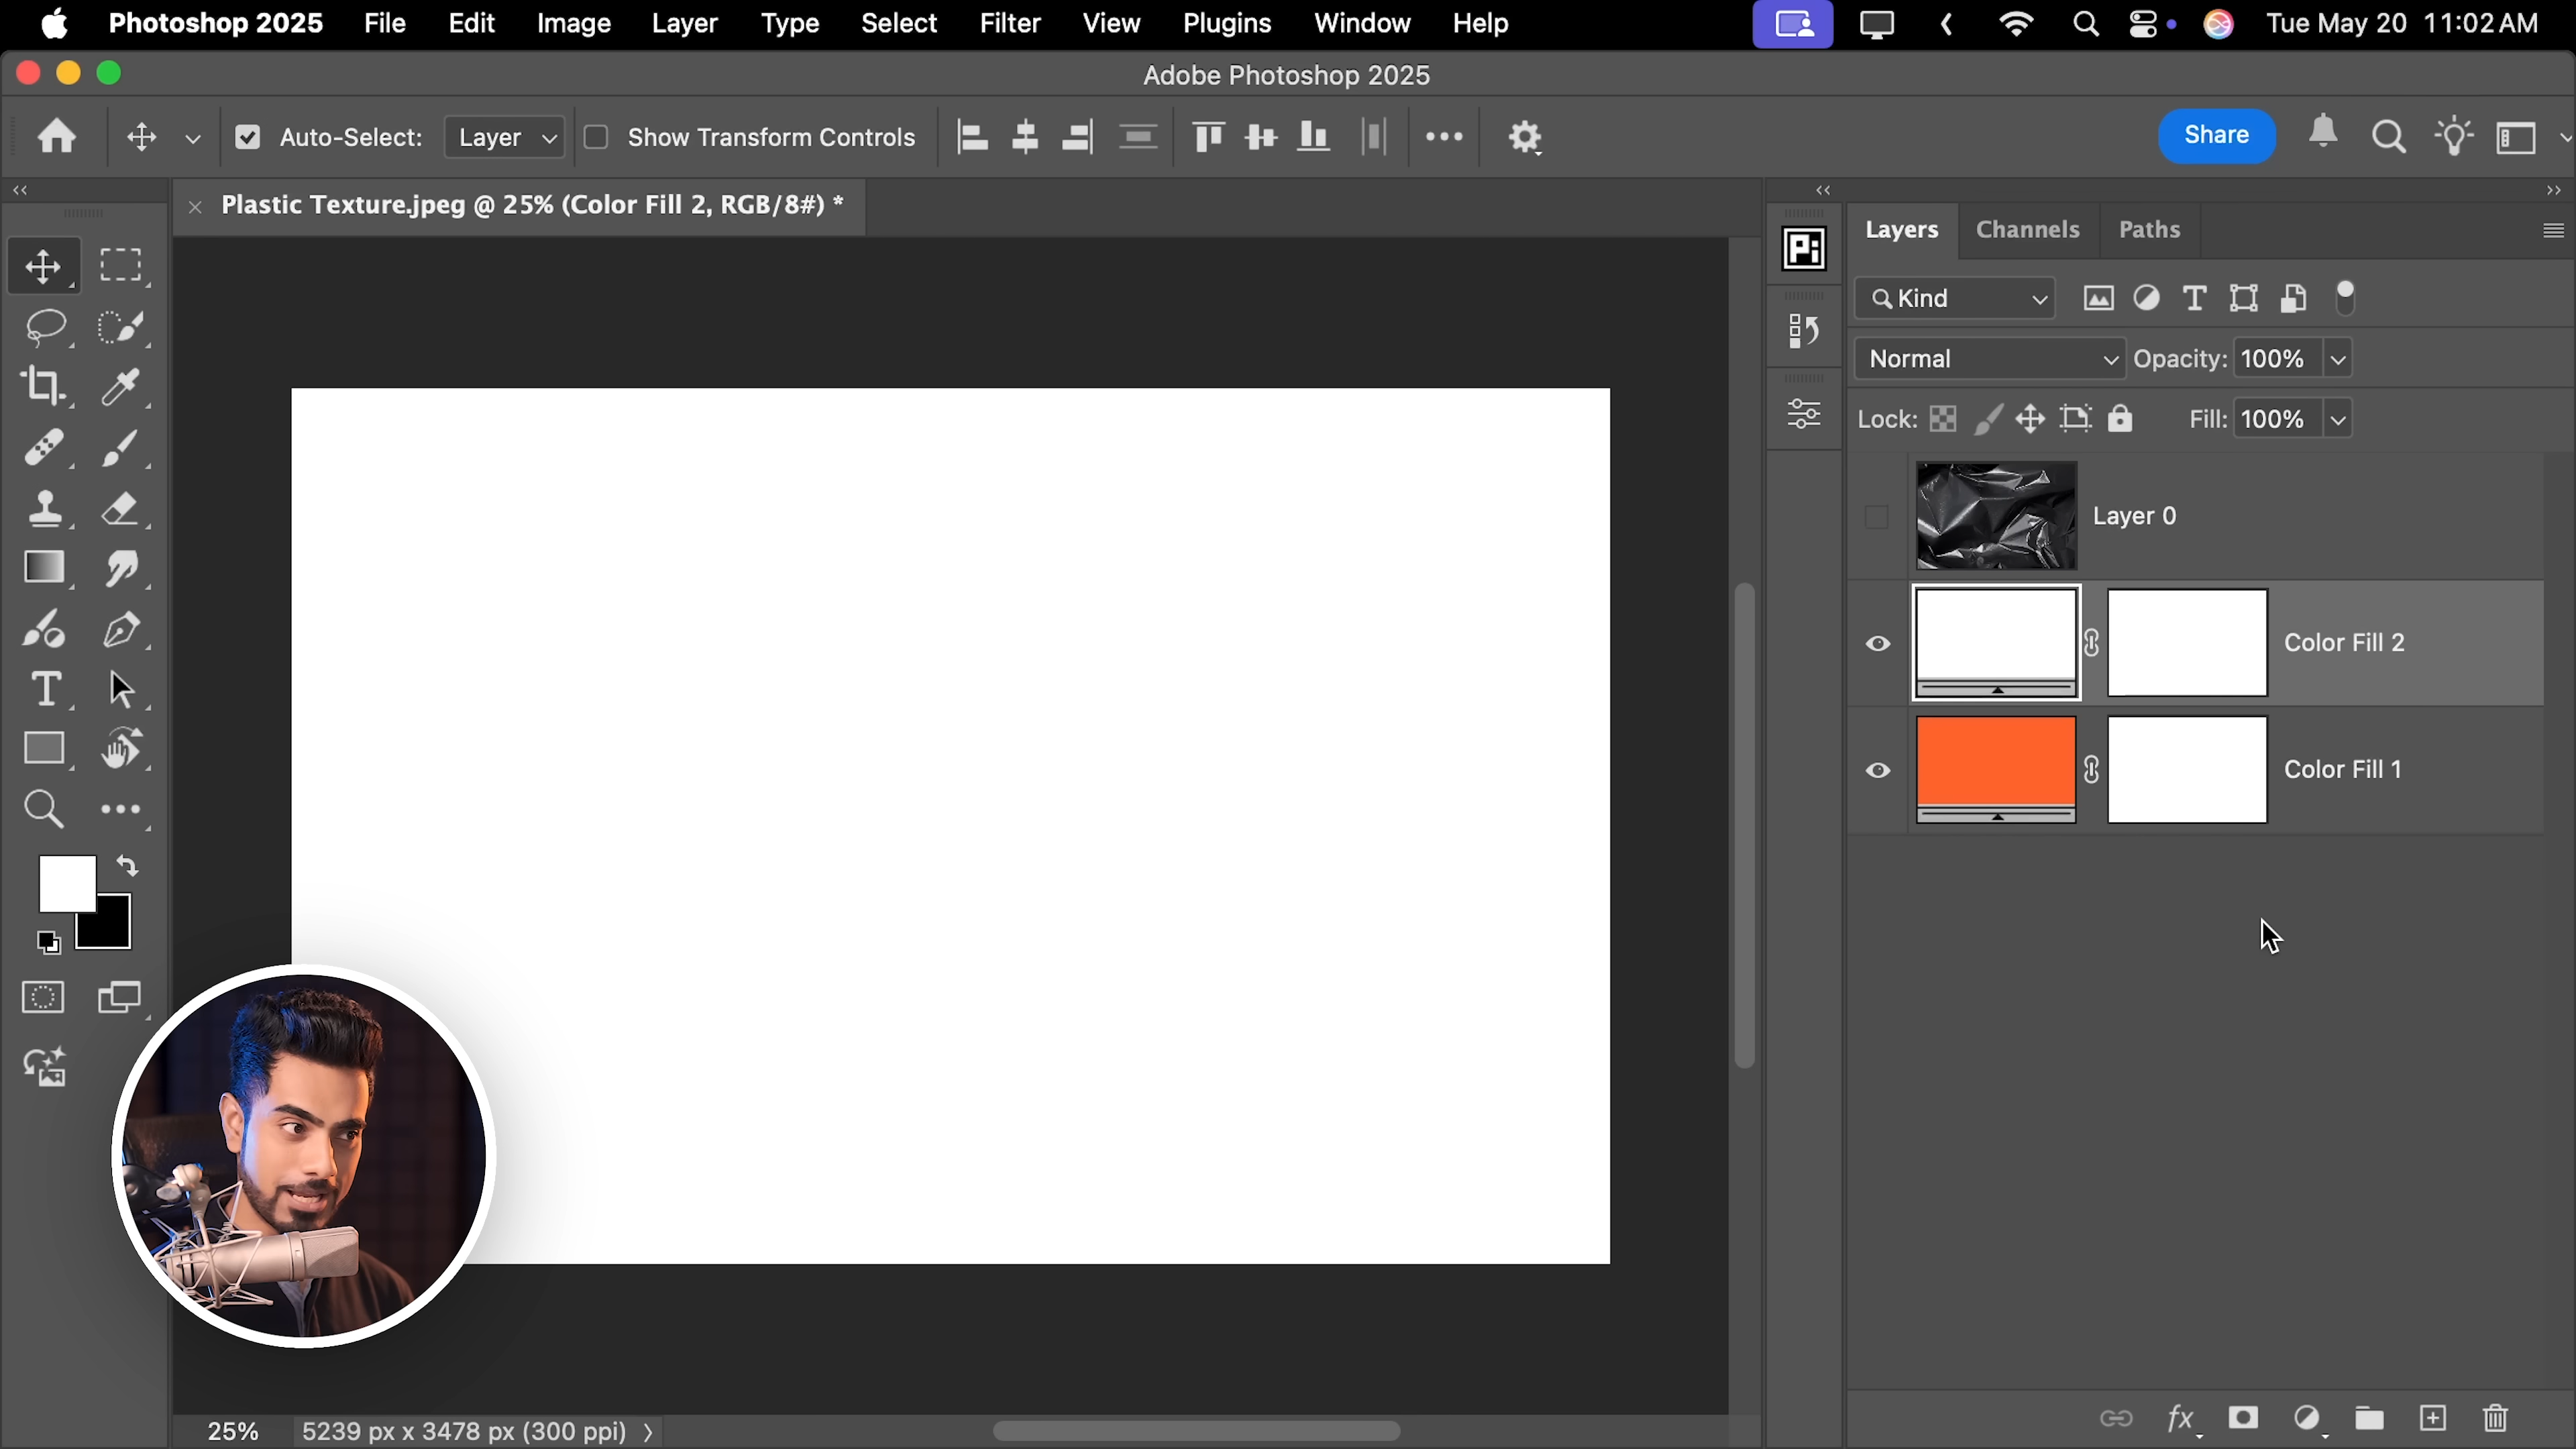 Photoshop 2025 File Edit Image Layer Type Select Filter View Plugins Window Help Tue May 20 11:02 AM
Adobe Photoshop 2025
Auto-Select: Layer Show Transform Controls Share
Plastic Texture.jpeg @ 25% (Color Fill 2, RGB/8#) *
Layers Channels Paths
Pi
Kind
Normal Opacity: 100%
Lock: Fill: 100%
Layer 0
Color Fill 2
Color Fill 1
25% 5239 px x 3478 px (300 ppi)
fx